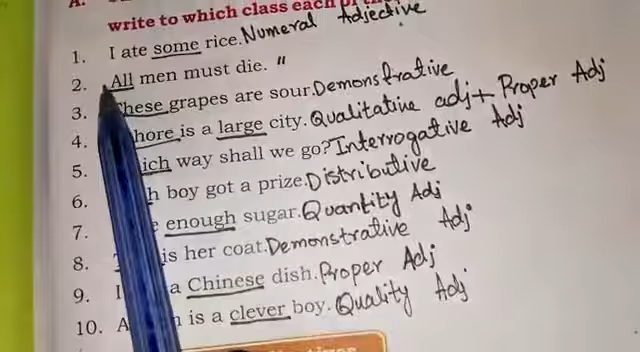 A.
write to which class each of t
1. I ate some rice. Numeral Adjective
2. All men must die. "
3. These grapes are sour. Demonstrative
4. hore is a large city. Qualitative adj + Proper Adj
5. ich way shall we go? Interrogative Adj
6. h boy got a prize. Distributive
7. e enough sugar. Quantity Adj
8. is her coat. Demonstrative Adj
9. I a Chinese dish. Proper Adj
10. A is a clever boy. Quality Adj